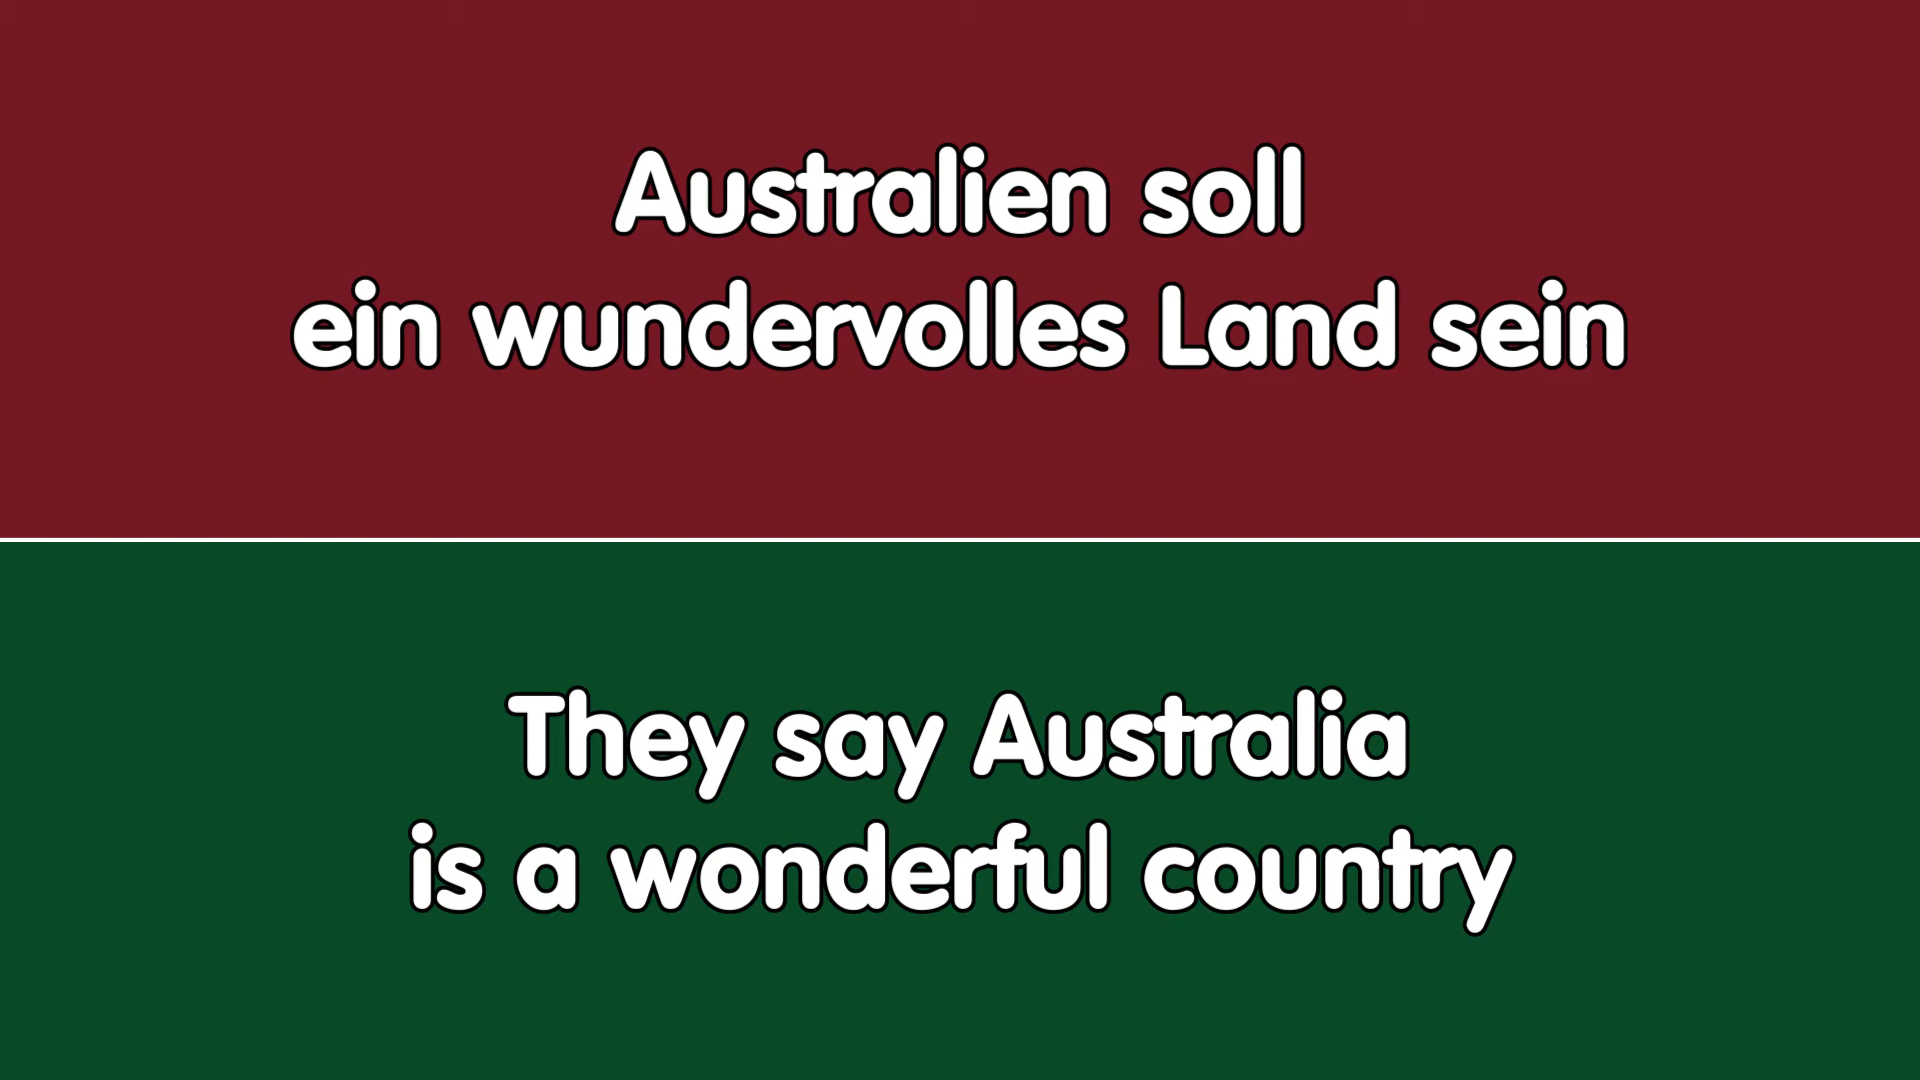 Australien soll
ein wundervolles Land sein
They say Australia
is a wonderful country